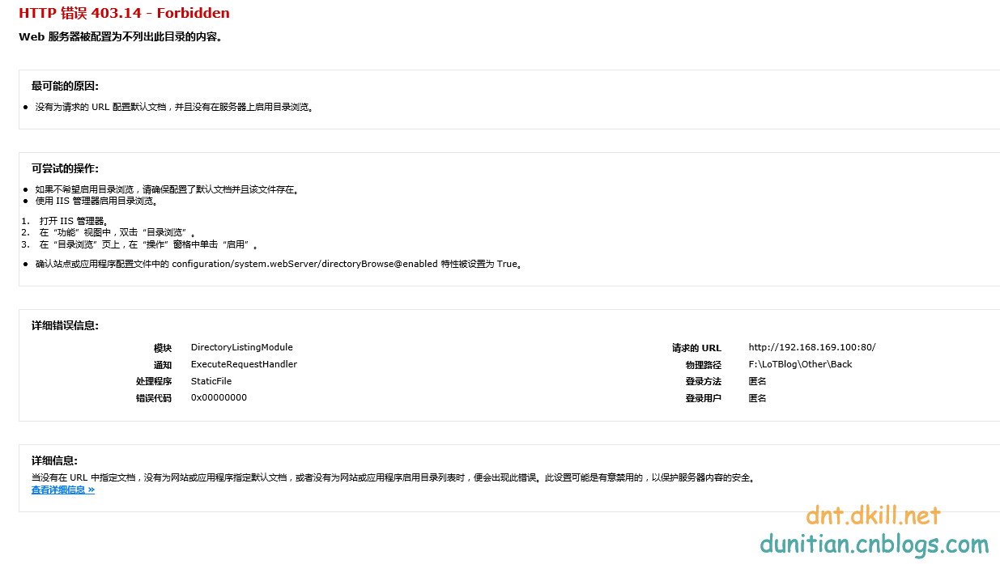 HTTP 错误 403.14 - Forbidden
Web 服务器被配置为不列出此目录的内容。
最可能的原因:
● 没有为请求的 URL 配置默认文档，并且没有在服务器上启用目录浏览。
可尝试的操作:
● 如果不希望启用目录浏览，请确保配置了默认文档并且该文件存在。
● 使用 IIS 管理器启用目录浏览。
1. 打开 IIS 管理器。
2. 在“功能”视图中，双击“目录浏览”。
3. 在“目录浏览”页上，在“操作”窗格中单击“启用”。
● 确认站点或应用程序配置文件中的 configuration/system.webServer/directoryBrowse@enabled 特性被设置为 True。
详细错误信息:
模块 DirectoryListingModule
通知 ExecuteRequestHandler
处理程序 StaticFile
错误代码 0x00000000
请求的 URL http://192.168.169.100:80/
物理路径 F:\LoTBlog\Other\Back
登录方法 匿名
登录用户 匿名
详细信息:
当没有在 URL 中指定文档，没有为网站或应用程序指定默认文档，或者没有为网站或应用程序启用目录列表时，便会出现此错误。此设置可能是有意禁用的，以保护服务器内容的安全。
查看详细信息 »
dnt.dkill.net
dunitian.cnblogs.com